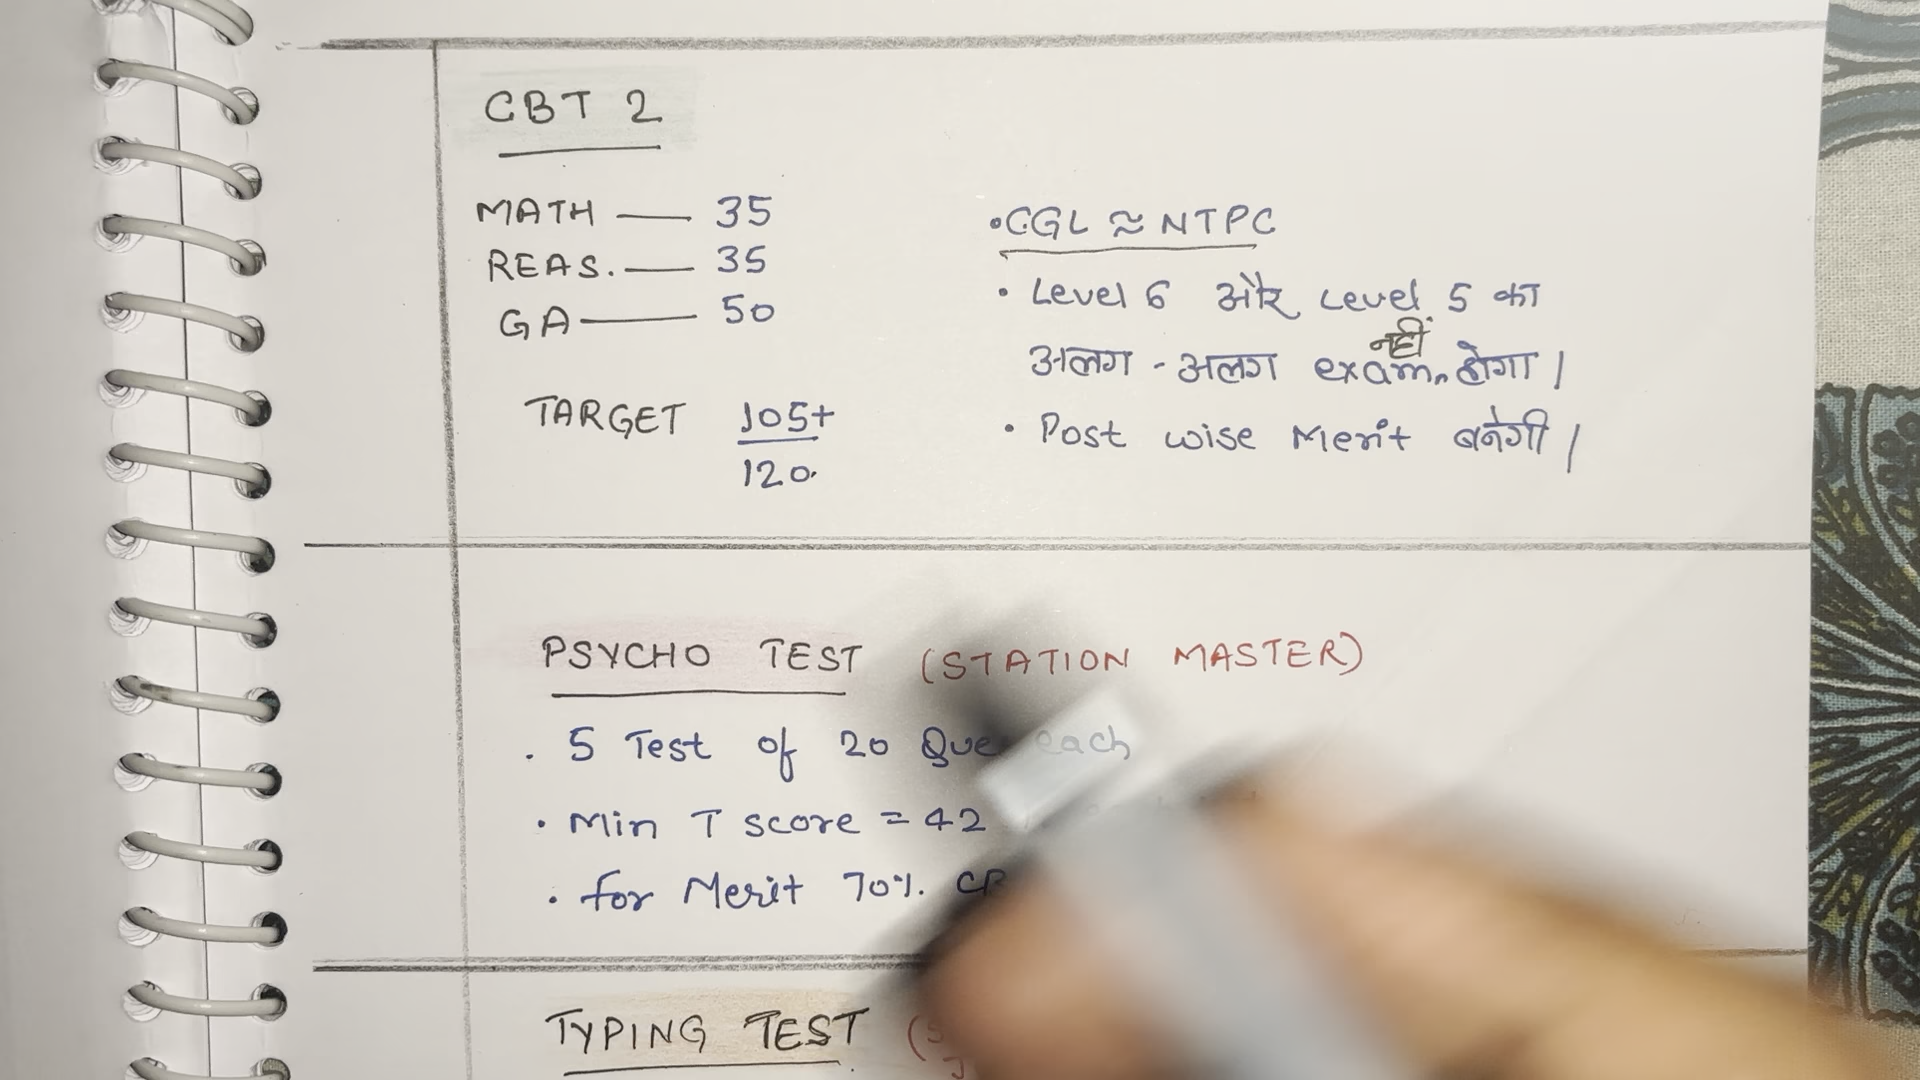 CBT 2
MATH — 35
REAS. — 35
GA — 50
TARGET 105+
120
• CGL ≈ NTPC
• Level 6 और Level 5 का
अलग - अलग exam नहीं होगा।
• Post wise Merit बनेगी।
PSYCHO TEST (STATION MASTER)
• 5 Test of 20 Que each
• Min T score = 42
• for Merit 70%
TYPING TEST